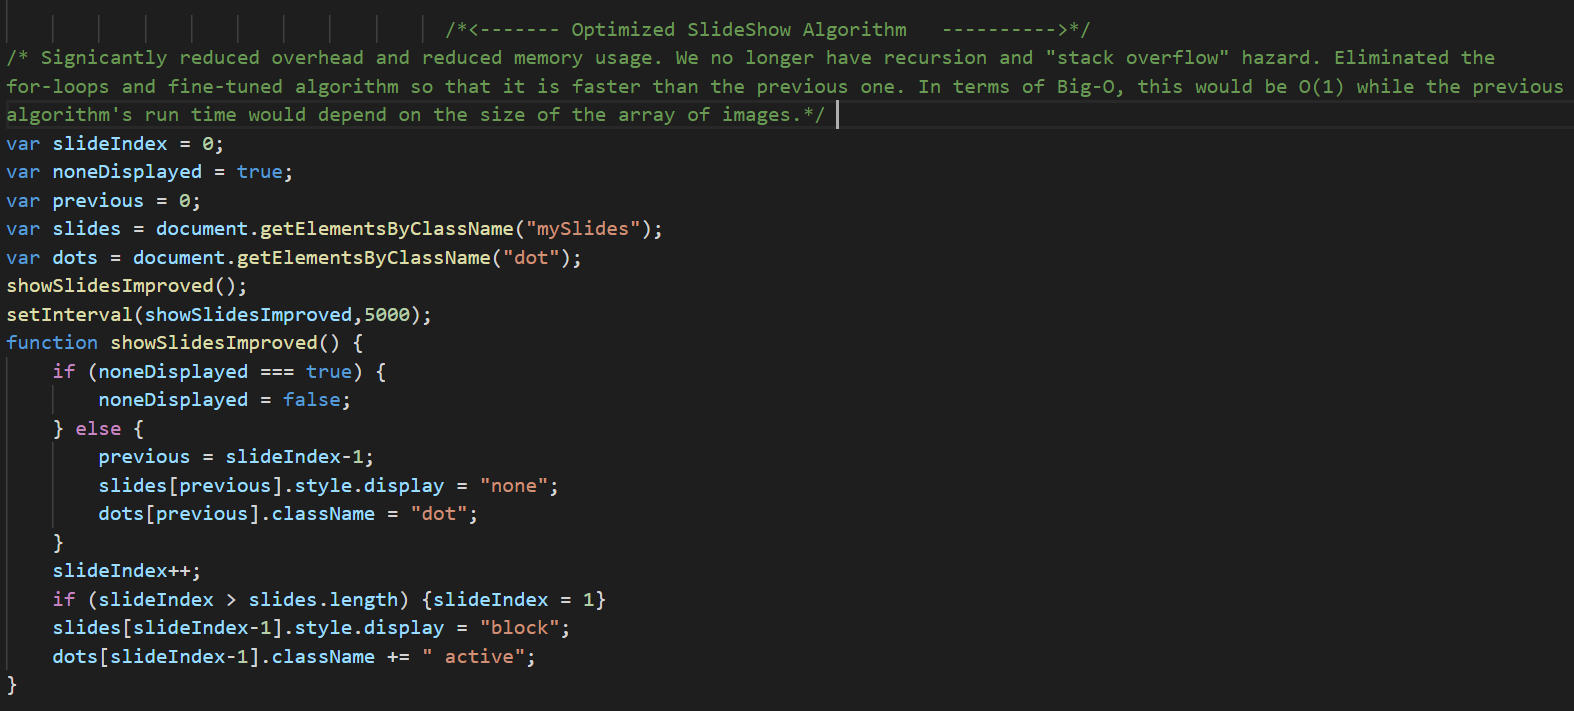 /*<------- Optimized SlideShow Algorithm   ---------->*/
/* Signicantly reduced overhead and reduced memory usage. We no longer have recursion and "stack overflow" hazard. Eliminated the
for-loops and fine-tuned algorithm so that it is faster than the previous one. In terms of Big-O, this would be O(1) while the previous
algorithm's run time would depend on the size of the array of images.*/
var slideIndex = 0;
var noneDisplayed = true;
var previous = 0;
var slides = document.getElementsByClassName("mySlides");
var dots = document.getElementsByClassName("dot");
showSlidesImproved();
setInterval(showSlidesImproved,5000);
function showSlidesImproved() {
    if (noneDisplayed === true) {
        noneDisplayed = false;
    } else {
        previous = slideIndex-1;
        slides[previous].style.display = "none";
        dots[previous].className = "dot";
    }
    slideIndex++;
    if (slideIndex > slides.length) {slideIndex = 1}
    slides[slideIndex-1].style.display = "block";
    dots[slideIndex-1].className += " active";
}